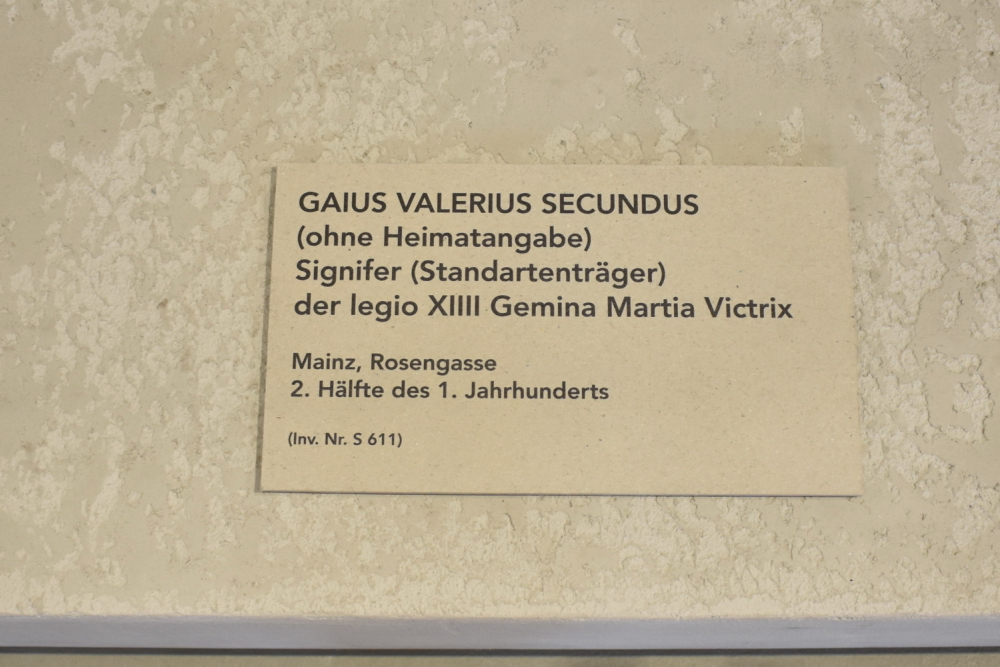 GAIUS VALERIUS SECUNDUS
(ohne Heimatangabe)
Signifer (Standartenträger)
der legio XIIII Gemina Martia Victrix
Mainz, Rosengasse
2. Hälfte des 1. Jahrhunderts
(Inv. Nr. S 611)